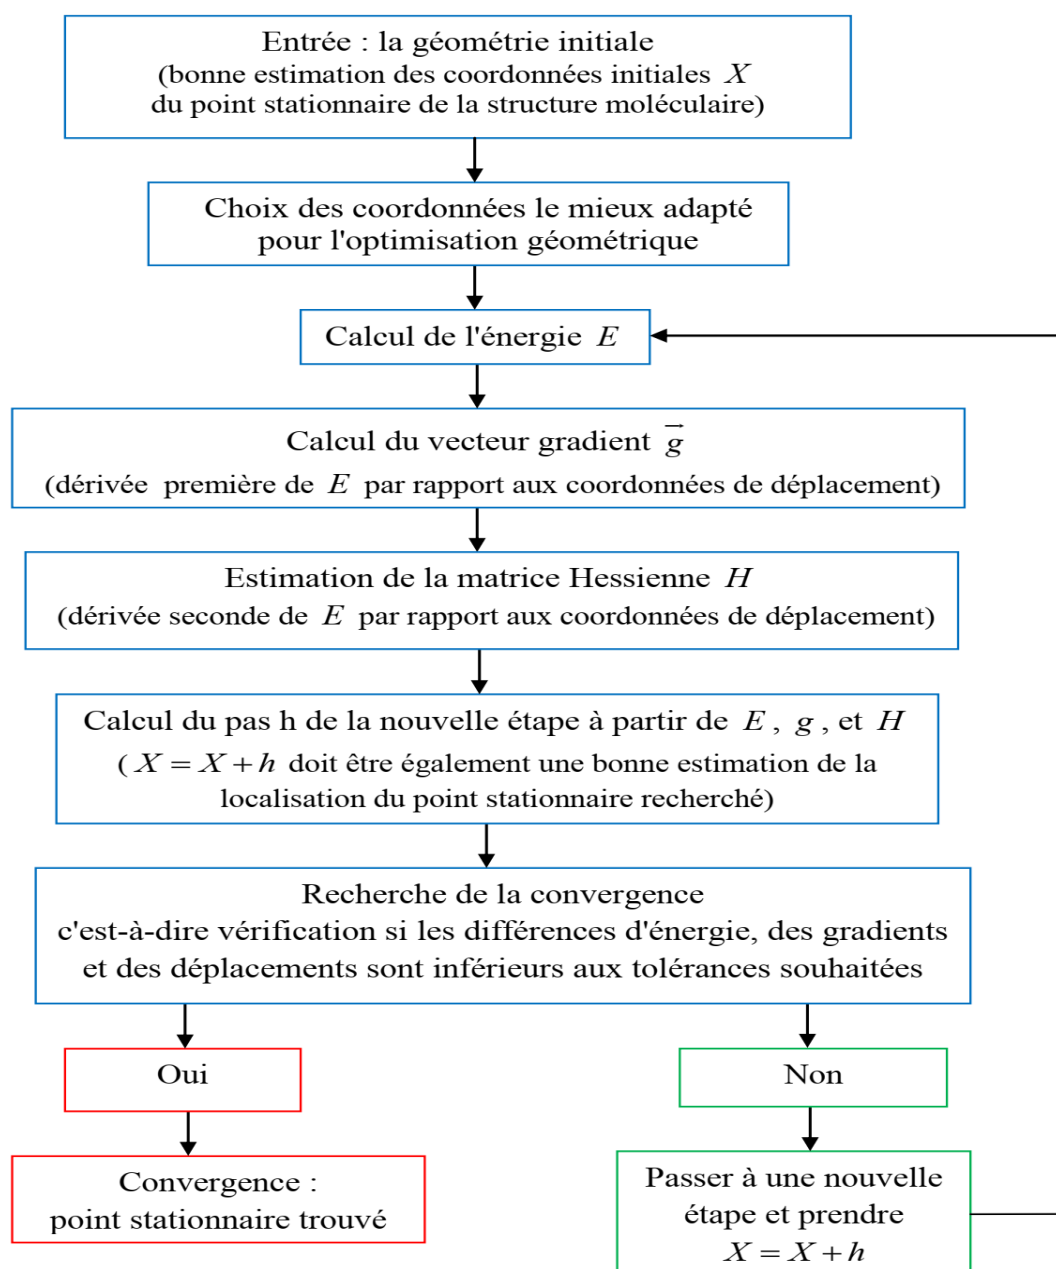 Entrée : la géométrie initiale
(bonne estimation des coordonnées initiales X
du point stationnaire de la structure moléculaire)
Choix des coordonnées le mieux adapté
pour l'optimisation géométrique
Calcul de l'énergie E
Calcul du vecteur gradient g⃗
(dérivée première de E par rapport aux coordonnées de déplacement)
Estimation de la matrice Hessienne H
(dérivée seconde de E par rapport aux coordonnées de déplacement)
Calcul du pas h de la nouvelle étape à partir de E , g , et H
( X = X + h doit être également une bonne estimation de la
localisation du point stationnaire recherché)
Recherche de la convergence
c'est-à-dire vérification si les différences d'énergie, des gradients
et des déplacements sont inférieurs aux tolérances souhaitées
Oui
Non
Convergence :
point stationnaire trouvé
Passer à une nouvelle
étape et prendre
X = X + h